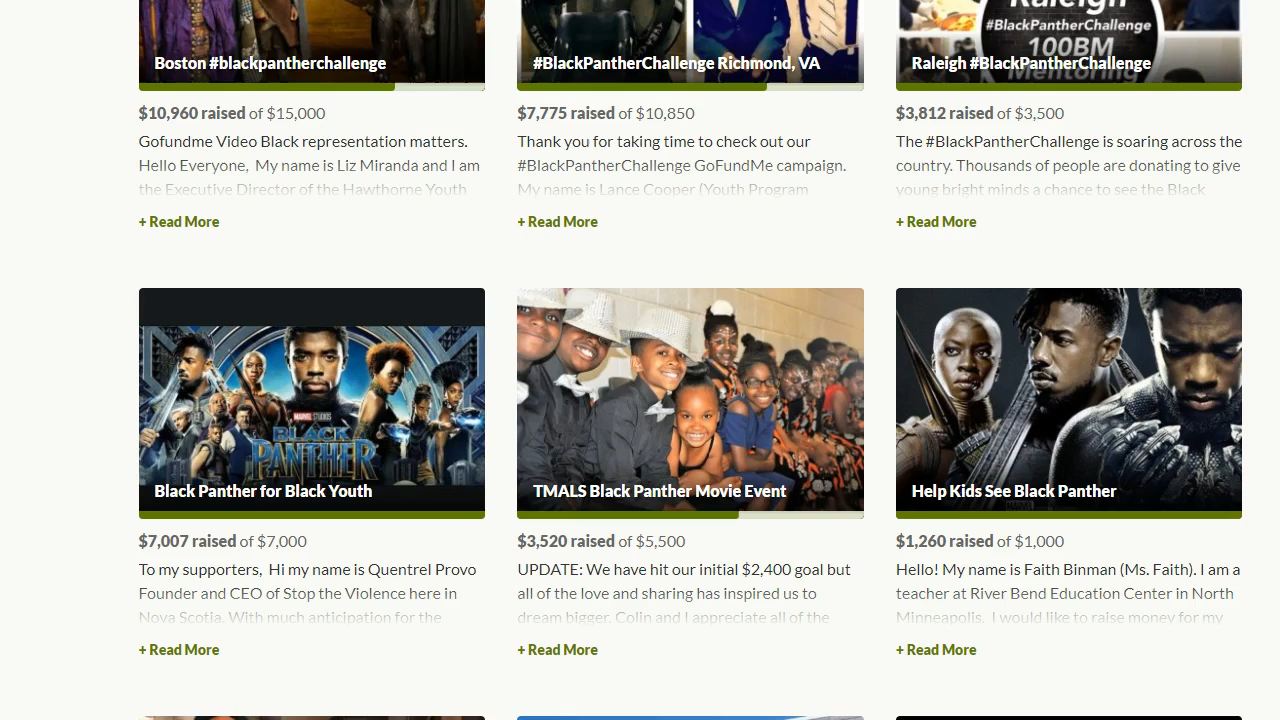 Raleigh
#BlackPantherChallenge
100BM
Mentoring
Boston #blackpantherchallenge
#BlackPantherChallenge Richmond, VA
Raleigh #BlackPantherChallenge
$10,960 raised of $15,000
$7,775 raised of $10,850
$3,812 raised of $3,500
Gofundme Video Black representation matters.
Hello Everyone, My name is Liz Miranda and I am
the Executive Director of the Hawthorne Youth
+ Read More
Thank you for taking time to check out our
#BlackPantherChallenge GoFundMe campaign.
My name is Lance Cooper (Youth Program
+ Read More
The #BlackPantherChallenge is soaring across the
country. Thousands of people are donating to give
young bright minds a chance to see the Black
+ Read More
MARVEL STUDIOS
BLACK
PANTHER
Black Panther for Black Youth
TMALS Black Panther Movie Event
Help Kids See Black Panther
$7,007 raised of $7,000
$3,520 raised of $5,500
$1,260 raised of $1,000
To my supporters, Hi my name is Quentrel Provo
Founder and CEO of Stop the Violence here in
Nova Scotia. With much anticipation for the
+ Read More
UPDATE: We have hit our initial $2,400 goal but
all of the love and sharing has inspired us to
dream bigger. Colin and I appreciate all of the
+ Read More
Hello! My name is Faith Binman (Ms. Faith). I am a
teacher at River Bend Education Center in North
Minneapolis. I would like to raise money for my
+ Read More